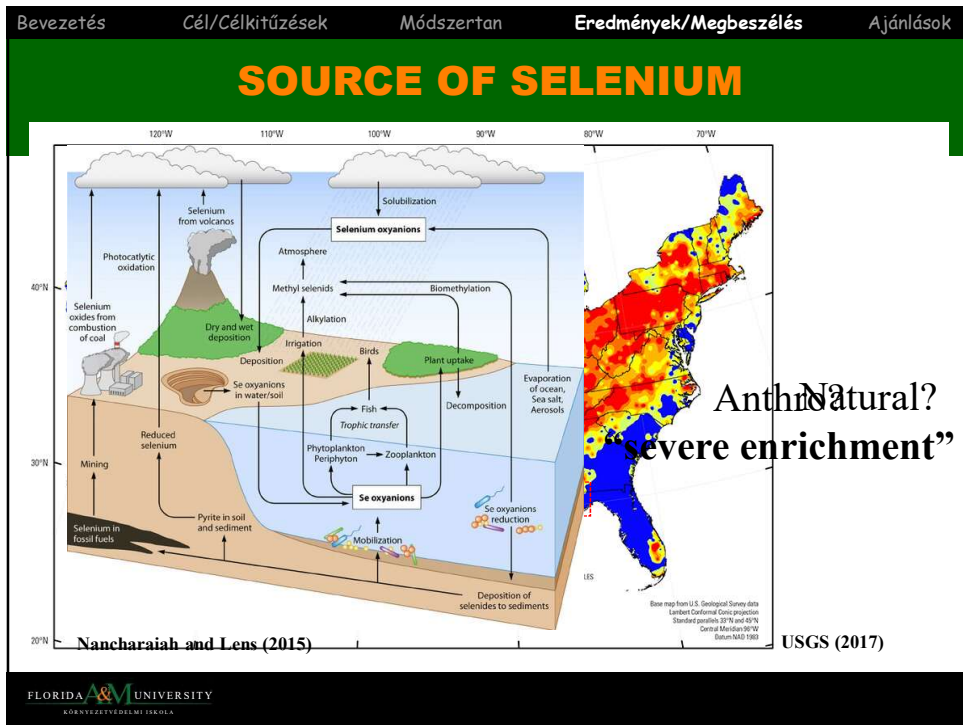 Bevezetés Cél/Célkitűzések Módszertan Eredmények/Megbeszélés Ajánlások
SOURCE OF SELENIUM
120°W 110°W 100°W 90°W 80°W 70°W
40°N
30°N
20°N
Solubilization
Selenium
from volcanos
Selenium oxyanions
Atmosphere
Photocatlytic
oxidation
Methyl selenids
Biomethylation
Selenium
oxides from
combustion
of coal
Alkylation
Dry and wet
deposition
Irrigation
Birds
Plant uptake
Deposition
Se oxyanions
in water/soil
Evaporation
of ocean,
Sea salt,
Aerosols
Fish
Decomposition
Trophic transfer
Reduced
selenium
Phytoplankton
Periphyton
Zooplankton
Mining
Se oxyanions
Se oxyanions
reduction
Selenium in
fossil fuels
Pyrite in soil
and sediment
Mobilization
Deposition of
selenides to sediments
Anthro?
Natural?
“severe enrichment”
Base map from U.S. Geological Survey data
Lambert Conformal Conic projection
Standard parallels 33°N and 45°N
Central Meridian 96°W
Datum NAD 1983
Nancharaiah and Lens (2015)
USGS (2017)
FLORIDA A&M UNIVERSITY
KÖRNYEZETVÉDELMI ISKOLA